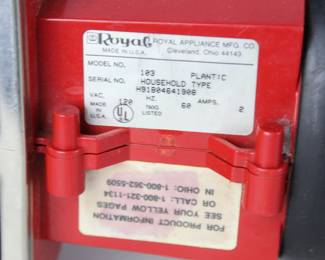 Royal ROYAL APPLIANCE MFG. CO.
MADE IN U.S.A. Cleveland, Ohio 44143
MODEL NO. 103 PLANTIC
SERIAL NO. HOUSEHOLD TYPE
H91804641908
VAC. 120 HZ. 60 AMPS. 2
MADE IN U.S.A. UL LISTED
FOR PRODUCT INFORMATION
SEE YOUR YELLOW PAGES
OR CALL: 1-800-321-1134
IN OHIO: 1-800-362-5509